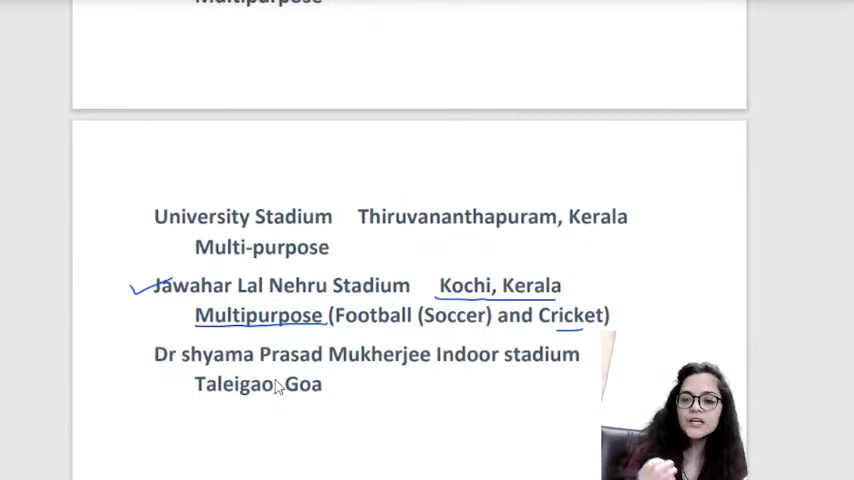 Multipurpose
University Stadium Thiruvananthapuram, Kerala
Multi-purpose
Jawahar Lal Nehru Stadium Kochi, Kerala
Multipurpose (Football (Soccer) and Cricket)
Dr shyama Prasad Mukherjee Indoor stadium
Taleigao, Goa